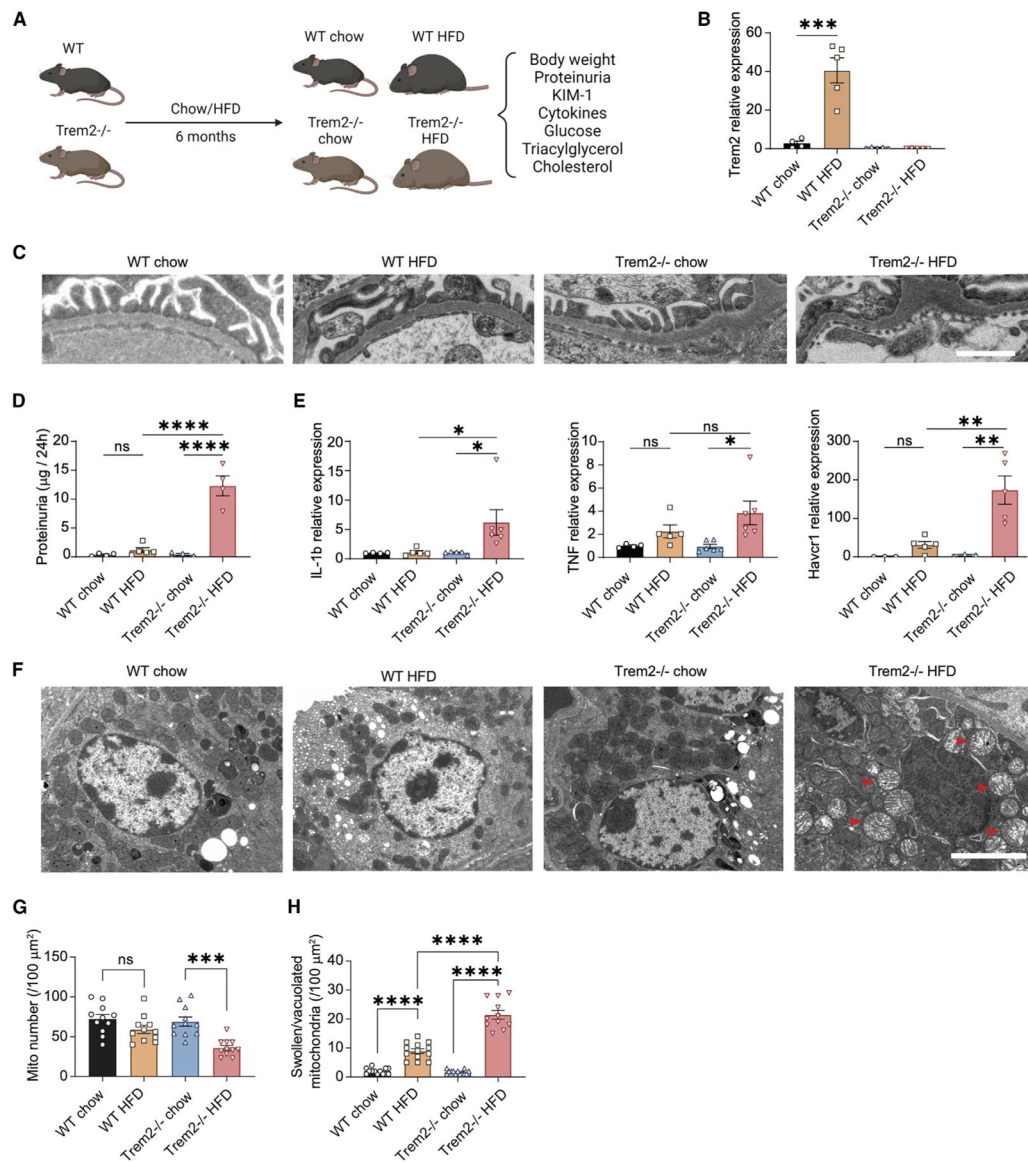 A
WT
Trem2-/-
Chow/HFD
6 months
WT chow
WT HFD
Trem2-/-
chow
Trem2-/-
HFD
Body weight
Proteinuria
KIM-1
Cytokines
Glucose
Triacylglycerol
Cholesterol
B
Trem2 relative expression
60
40
20
0
***
WT chow
WT HFD
Trem2-/- chow
Trem2-/- HFD
C
WT chow
WT HFD
Trem2-/- chow
Trem2-/- HFD
D
Proteinuria (µg / 24h)
20
15
10
5
0
ns
****
****
WT chow
WT HFD
Trem2-/- chow
Trem2-/- HFD
E
IL-1b relative expression
20
15
10
5
0
*
*
WT chow
WT HFD
Trem2-/- chow
Trem2-/- HFD
TNF relative expression
10
8
6
4
2
0
ns
ns
*
WT chow
WT HFD
Trem2-/- chow
Trem2-/- HFD
Havcr1 relative expression
300
200
100
0
ns
**
**
WT chow
WT HFD
Trem2-/- chow
Trem2-/- HFD
F
WT chow
WT HFD
Trem2-/- chow
Trem2-/- HFD
G
Mito number (/100 µm²)
150
100
50
0
ns
***
WT chow
WT HFD
Trem2-/- chow
Trem2-/- HFD
H
Swollen/vacuolated
mitochondria (/100 µm²)
40
30
20
10
0
****
****
****
WT chow
WT HFD
Trem2-/- chow
Trem2-/- HFD